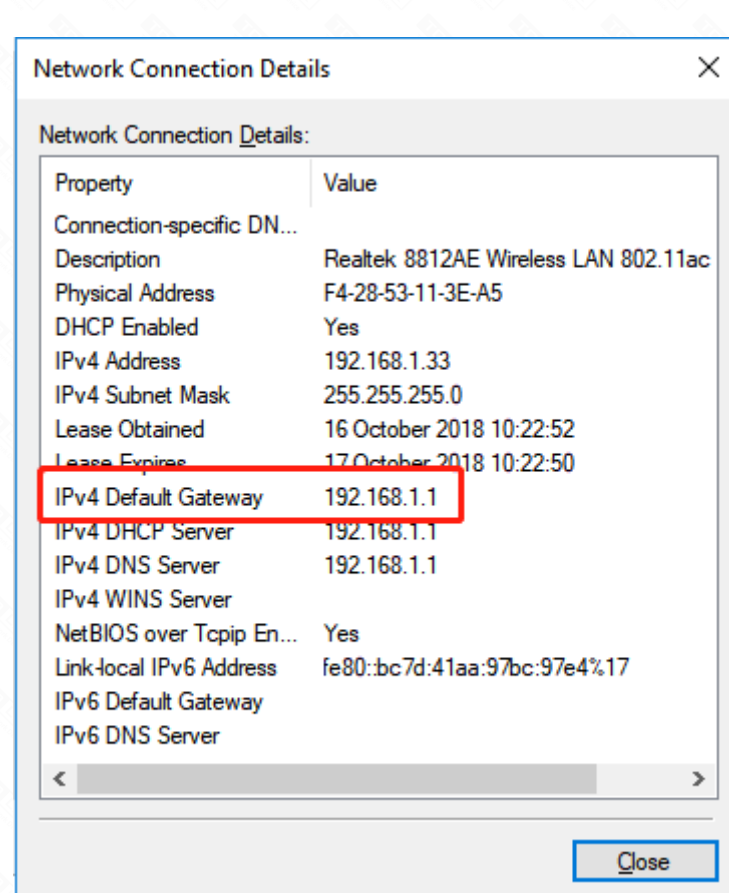 Network Connection Details
Network Connection Details:
Property Value
Connection-specific DN...
Description Realtek 8812AE Wireless LAN 802.11ac
Physical Address F4-28-53-11-3E-A5
DHCP Enabled Yes
IPv4 Address 192.168.1.33
IPv4 Subnet Mask 255.255.255.0
Lease Obtained 16 October 2018 10:22:52
Lease Expires 17 October 2018 10:22:50
IPv4 Default Gateway 192.168.1.1
IPv4 DHCP Server 192.168.1.1
IPv4 DNS Server 192.168.1.1
IPv4 WINS Server
NetBIOS over Tcpip En... Yes
Link-local IPv6 Address fe80::bc7d:41aa:97bc:97e4%17
IPv6 Default Gateway
IPv6 DNS Server
Close